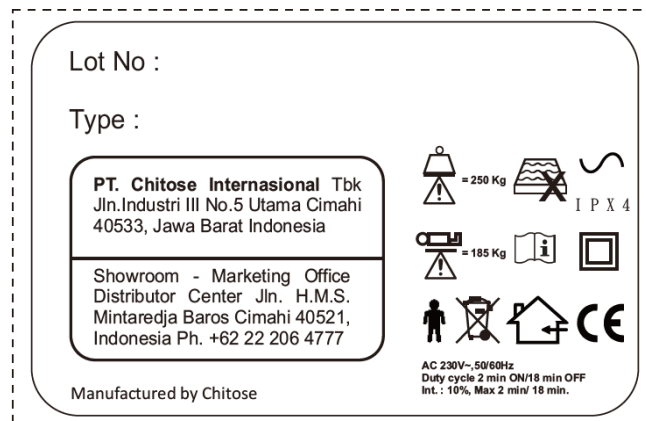 Lot No :
Type :
PT. Chitose Internasional Tbk
Jln.Industri III No.5 Utama Cimahi
40533, Jawa Barat Indonesia
Showroom - Marketing Office
Distributor Center Jln. H.M.S.
Mintaredja Baros Cimahi 40521,
Indonesia Ph. +62 22 206 4777
Manufactured by Chitose
= 250 Kg
IPX4
= 185 Kg
i
CE
AC 230V~,50/60Hz
Duty cycle 2 min ON/18 min OFF
Int. : 10%, Max 2 min/ 18 min.